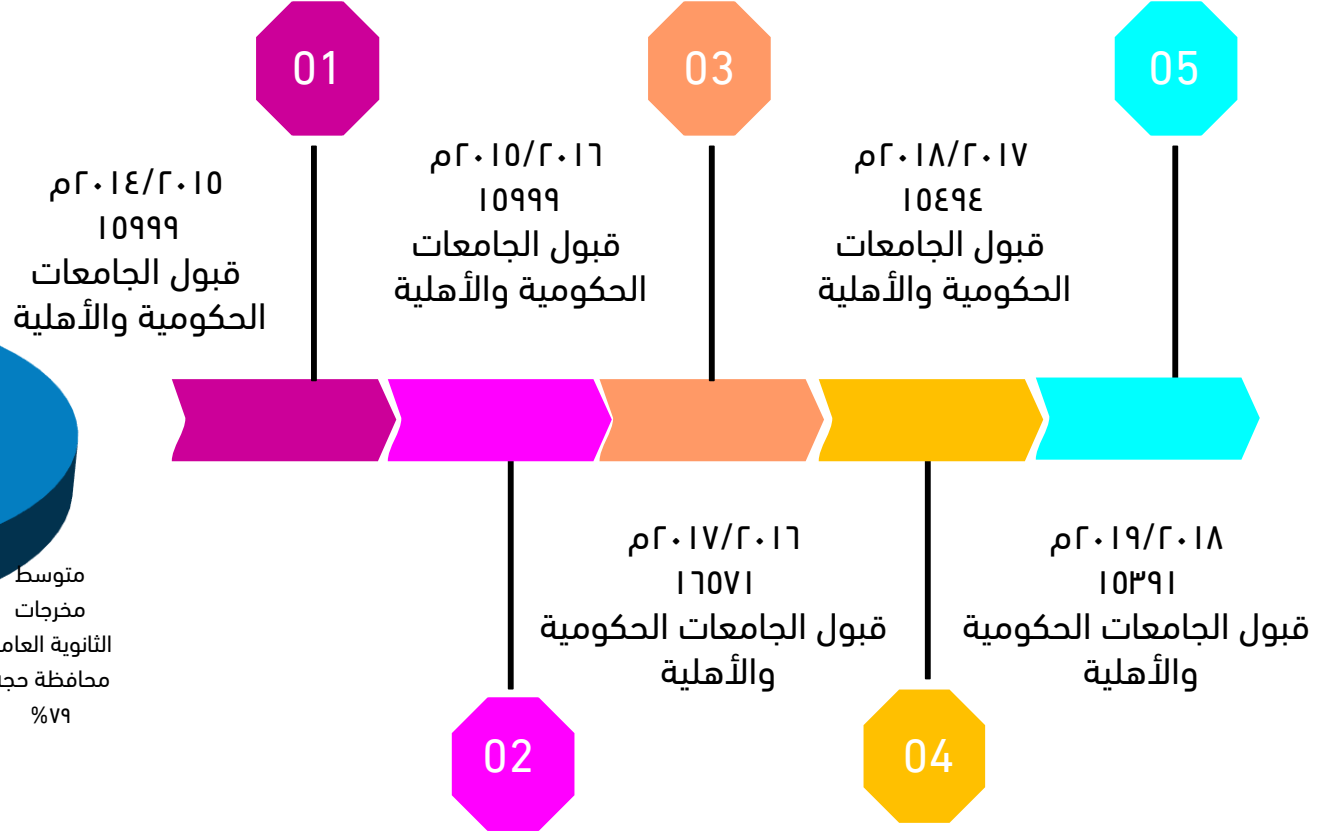 01
03
05
٢٠١٤/٢٠١٥م
١٥٩٩٩
قبول الجامعات
الحكومية والأهلية
٢٠١٥/٢٠١٦م
١٥٩٩٩
قبول الجامعات
الحكومية والأهلية
٢٠١٨/٢٠١٧م
١٥٤٩٤
قبول الجامعات
الحكومية والأهلية
٢٠١٧/٢٠١٦م
١٦٥٧١
قبول الجامعات الحكومية
والأهلية
٢٠١٩/٢٠١٨م
١٥٣٩١
قبول الجامعات الحكومية
والأهلية
متوسط
مخرجات
الثانوية
محافظة
%٧٩
02
04